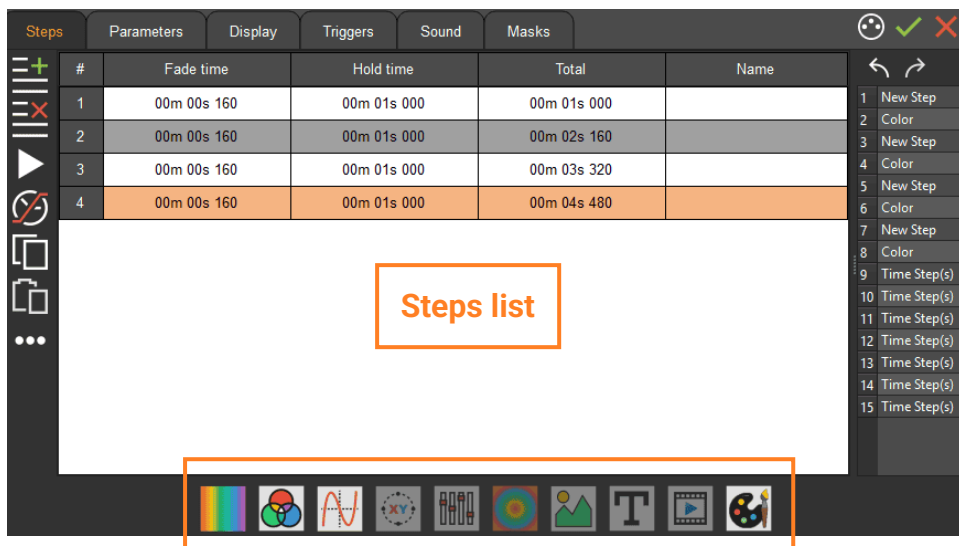 Steps Parameters Display Triggers Sound Masks
# Fade time Hold time Total Name
1 00m 00s 160 00m 01s 000 00m 01s 000
2 00m 00s 160 00m 01s 000 00m 02s 160
3 00m 00s 160 00m 01s 000 00m 03s 320
4 00m 00s 160 00m 01s 000 00m 04s 480
Steps list
1 New Step
2 Color
3 New Step
4 Color
5 New Step
6 Color
7 New Step
8 Color
9 Time Step(s)
10 Time Step(s)
11 Time Step(s)
12 Time Step(s)
13 Time Step(s)
14 Time Step(s)
15 Time Step(s)
XY T